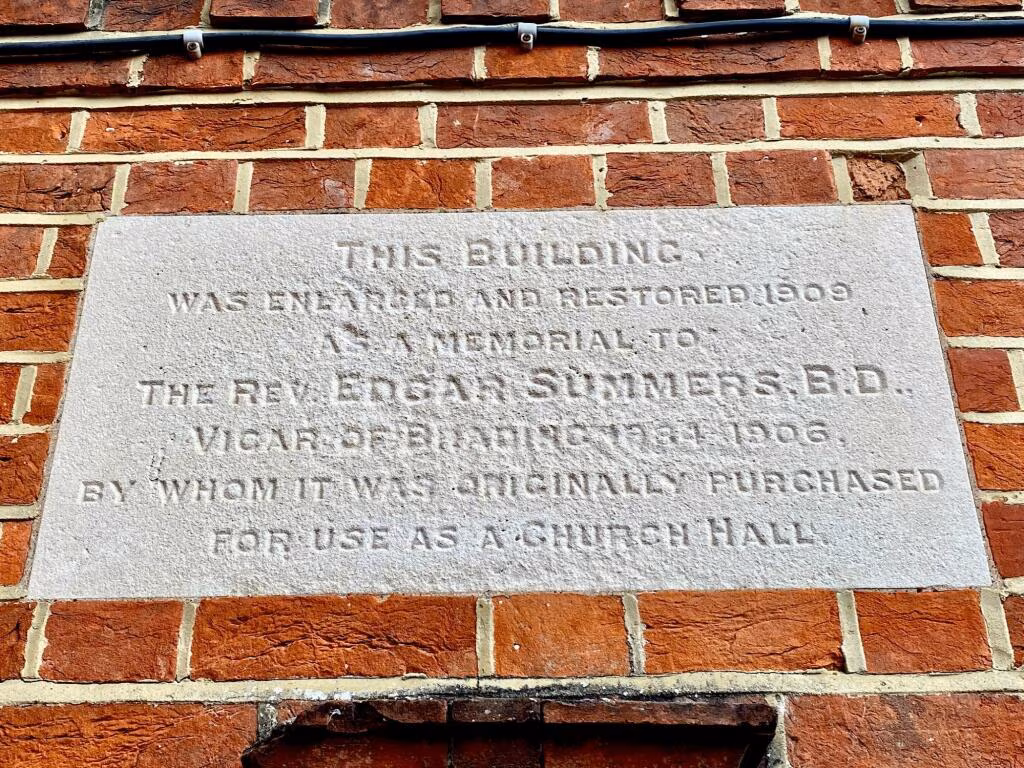 THIS BUILDING
WAS ENLARGED AND RESTORED 1909
AS A MEMORIAL TO
THE REV. EDGAR SUMMERS, B.D.,
VICAR OF BRADING 1884-1906,
BY WHOM IT WAS ORIGINALLY PURCHASED
FOR USE AS A CHURCH HALL.